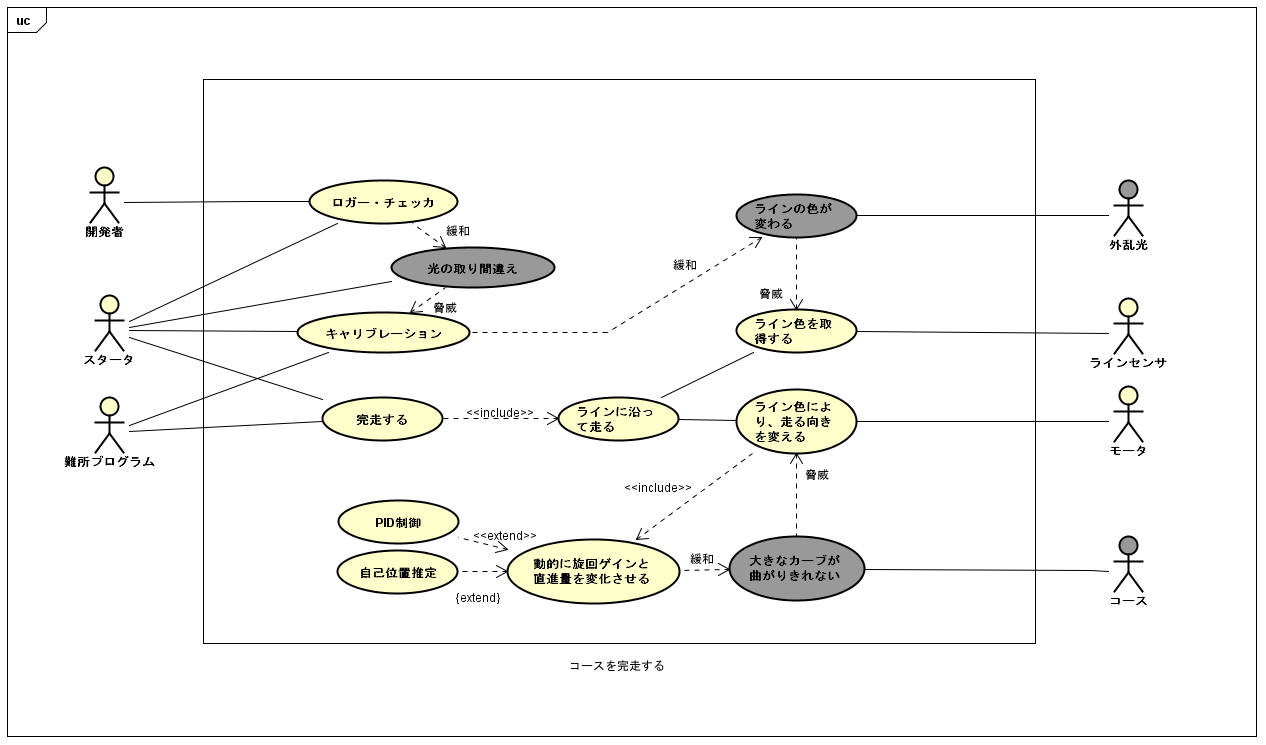 uc
開発者
ロガー・チェッカ
緩和
光の取り間違え
脅威
スタータ
キャリブレーション
難所プログラム
完走する
<<include>>
ラインに沿っ
て走る
緩和
ラインの色が
変わる
外乱光
脅威
ライン色を取
得する
ラインセンサ
ライン色によ
り、走る向き
を変える
モータ
脅威
<<include>>
PID制御
<<extend>>
自己位置推定
{extend}
動的に旋回ゲインと
直進量を変化させる
緩和
大きなカーブが
曲がりきれない
コース
コースを完走する